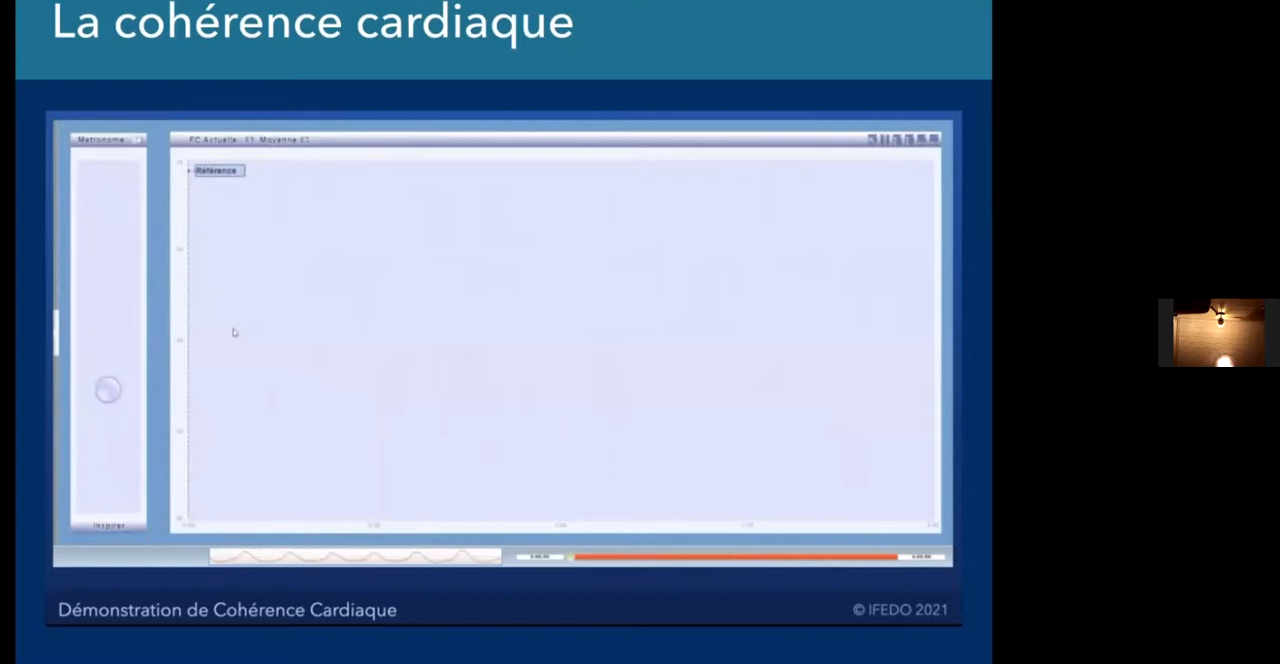 La cohérence cardiaque
Metronome
FC Actuelle : Moyenne
Référence
Inspirer
Démonstration de Cohérence Cardiaque
© IFEDO 2021